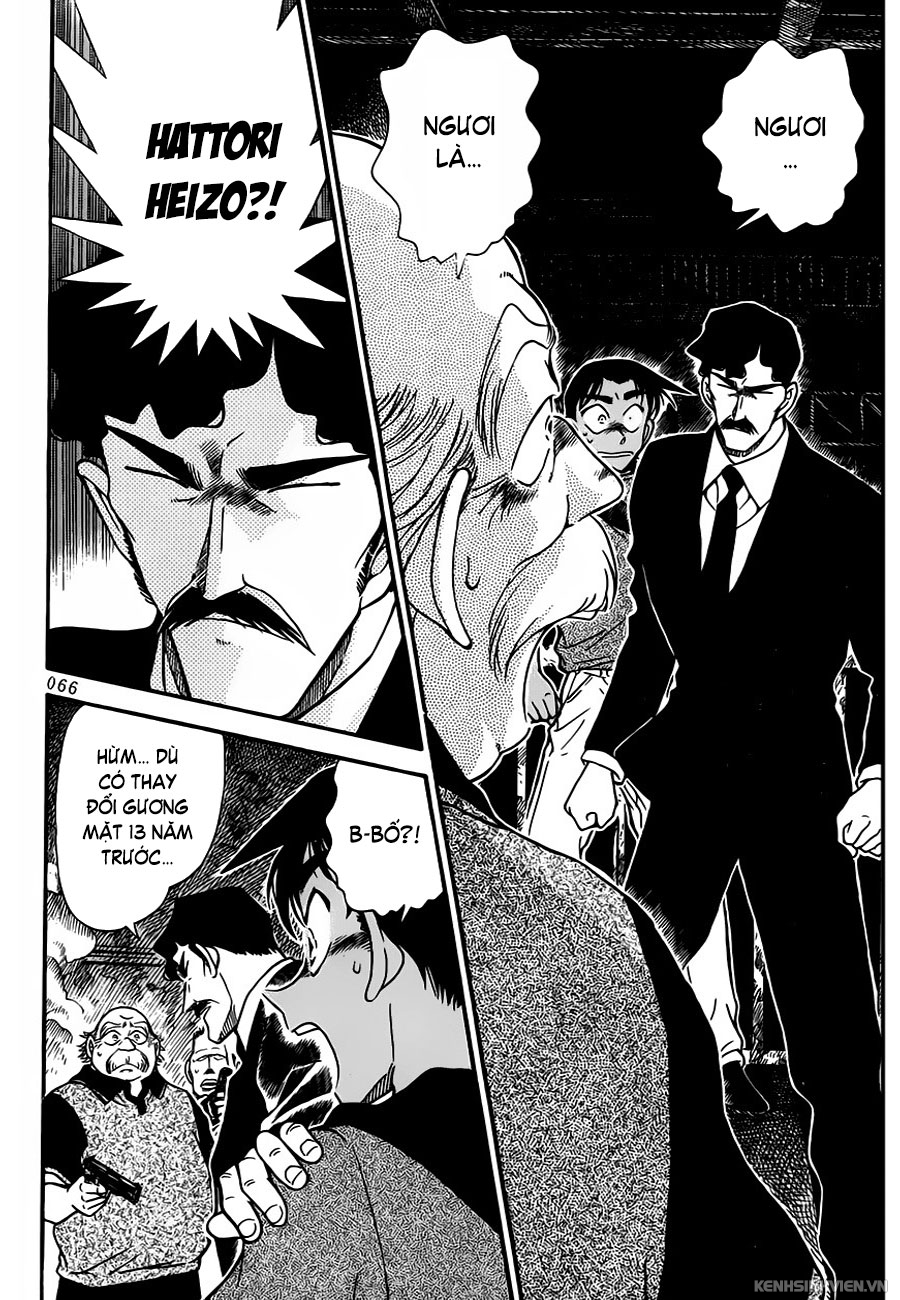 NGƯƠI
...
NGƯƠI
LÀ...
HATTORI
HEIZO?!
066
B-BỐ?!
HỪM... DÙ
CÓ THAY
ĐỔI GƯƠNG
MẶT 13 NĂM
TRƯỚC...
KENHSINHVIEN.VN